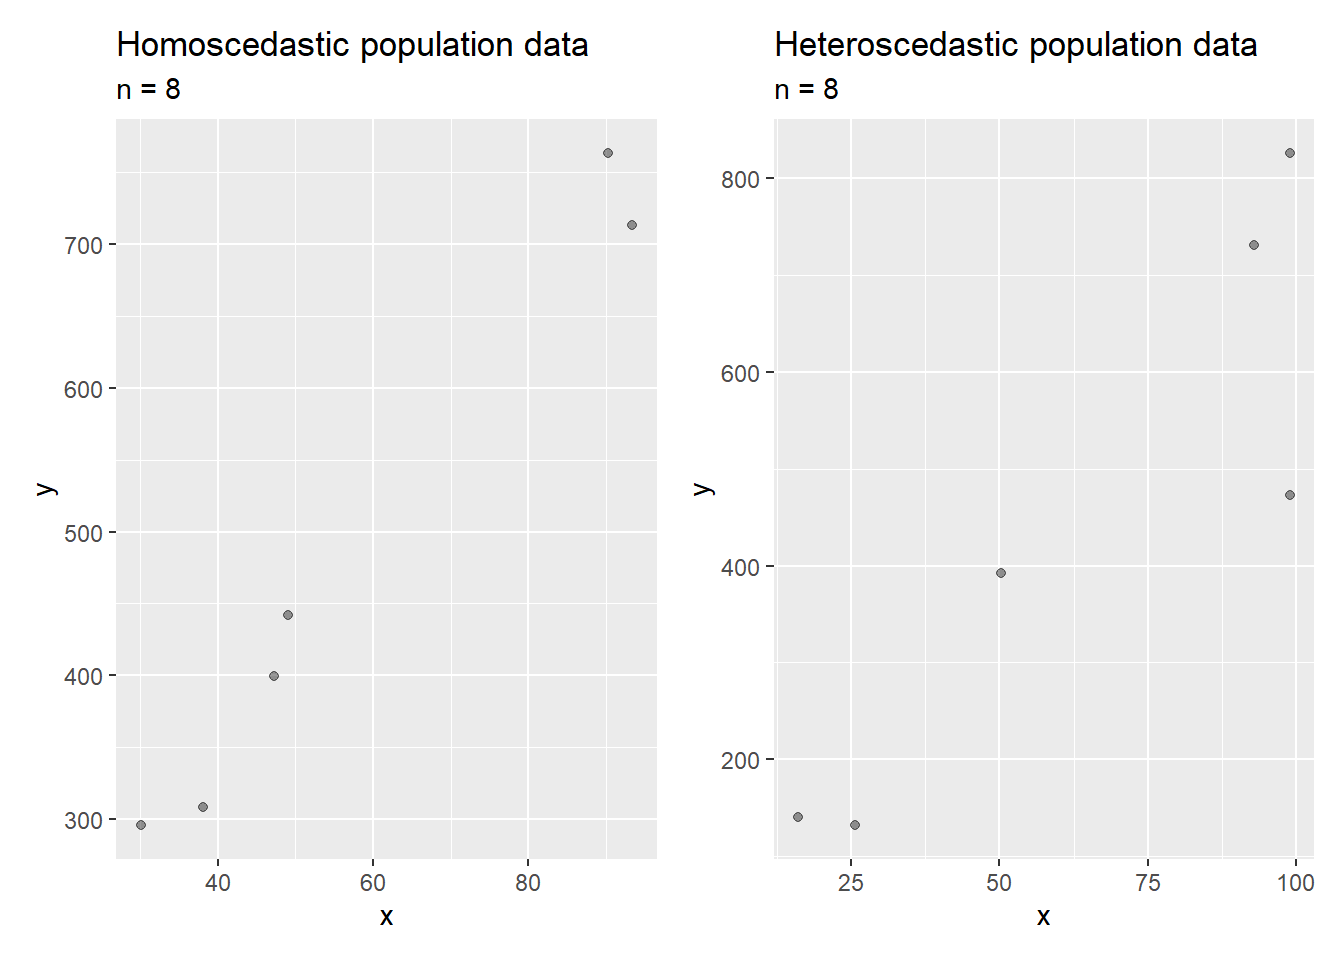 Homoscedastic population data
n = 8
700
600
500
400
300
y
40 60 80
x
Heteroscedastic population data
n = 8
800
600
400
200
y
25 50 75 100
x